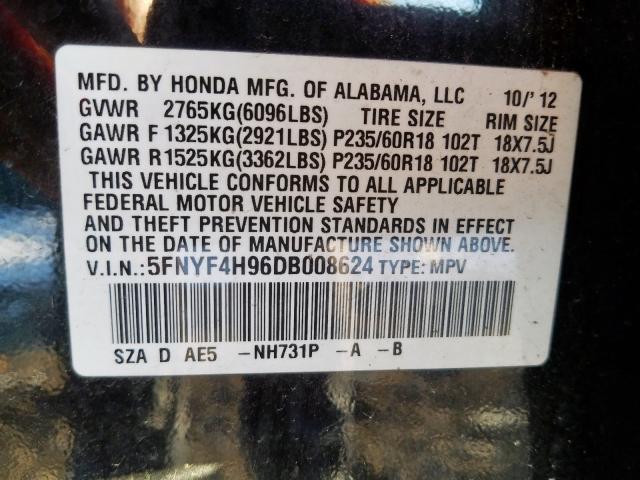 MFD. BY HONDA MFG. OF ALABAMA, LLC 10/' 12
GVWR 2765KG(6096LBS) TIRE SIZE RIM SIZE
GAWR F 1325KG(2921LBS) P235/60R18 102T 18X7.5J
GAWR R1525KG(3362LBS) P235/60R18 102T 18X7.5J
THIS VEHICLE CONFORMS TO ALL APPLICABLE
FEDERAL MOTOR VEHICLE SAFETY
AND THEFT PREVENTION STANDARDS IN EFFECT
ON THE DATE OF MANUFACTURE SHOWN ABOVE.
V.I.N.:5FNYF4H96DB008624 TYPE: MPV
SZA D AE5 -NH731P -A -B